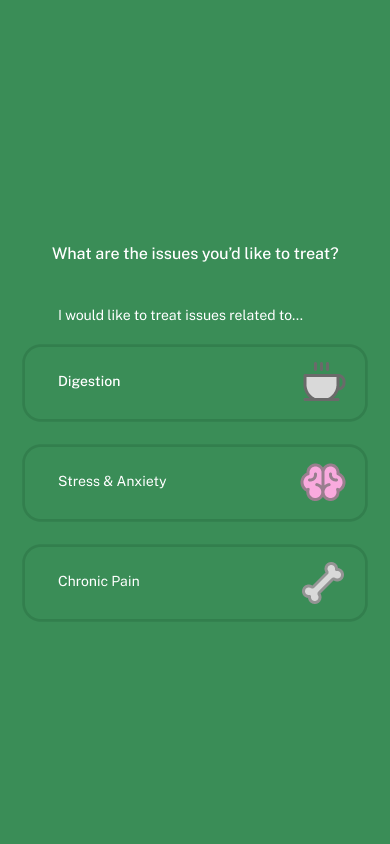 What are the issues you’d like to treat?
I would like to treat issues related to...
Digestion
Stress & Anxiety
Chronic Pain